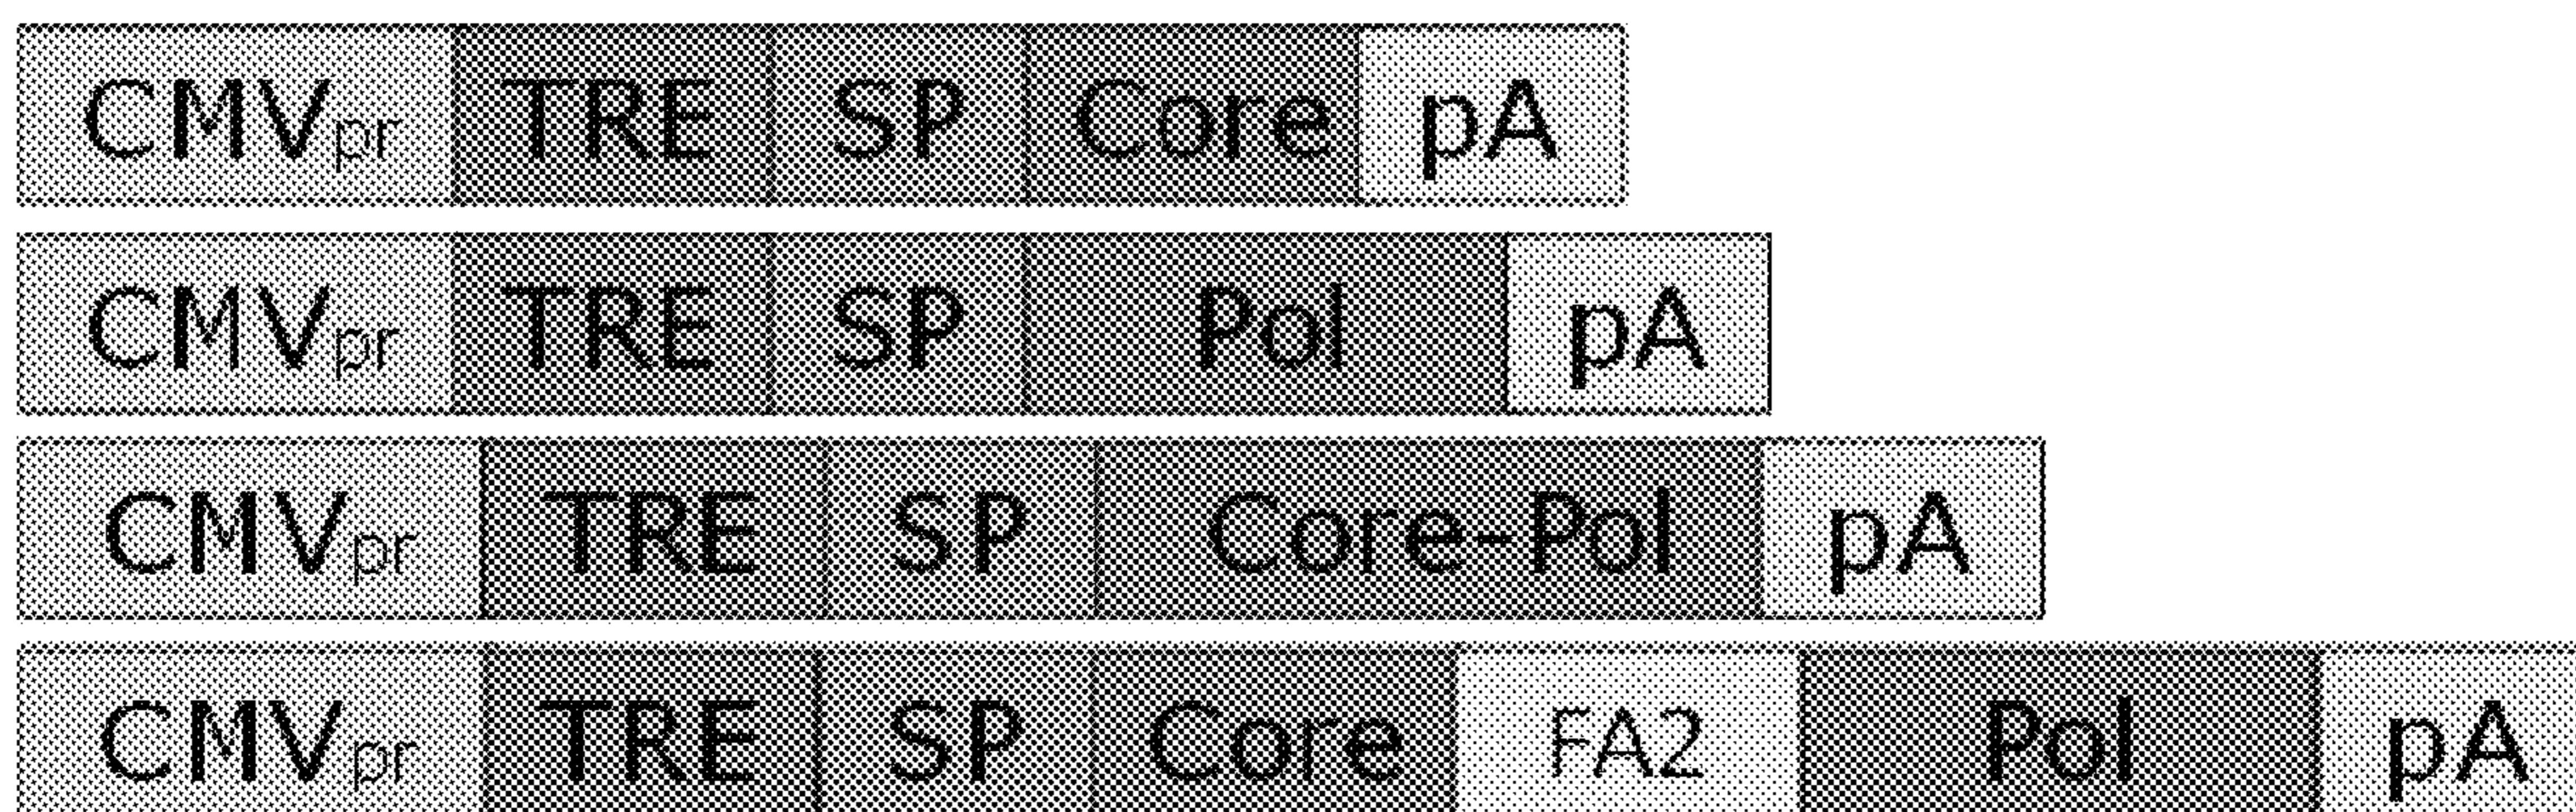 CMVpr TRE SP Core pA
CMVpr TRE SP Pol pA
CMVpr TRE SP Core-Pol pA
CMVpr TRE SP Core FA2 Pol pA